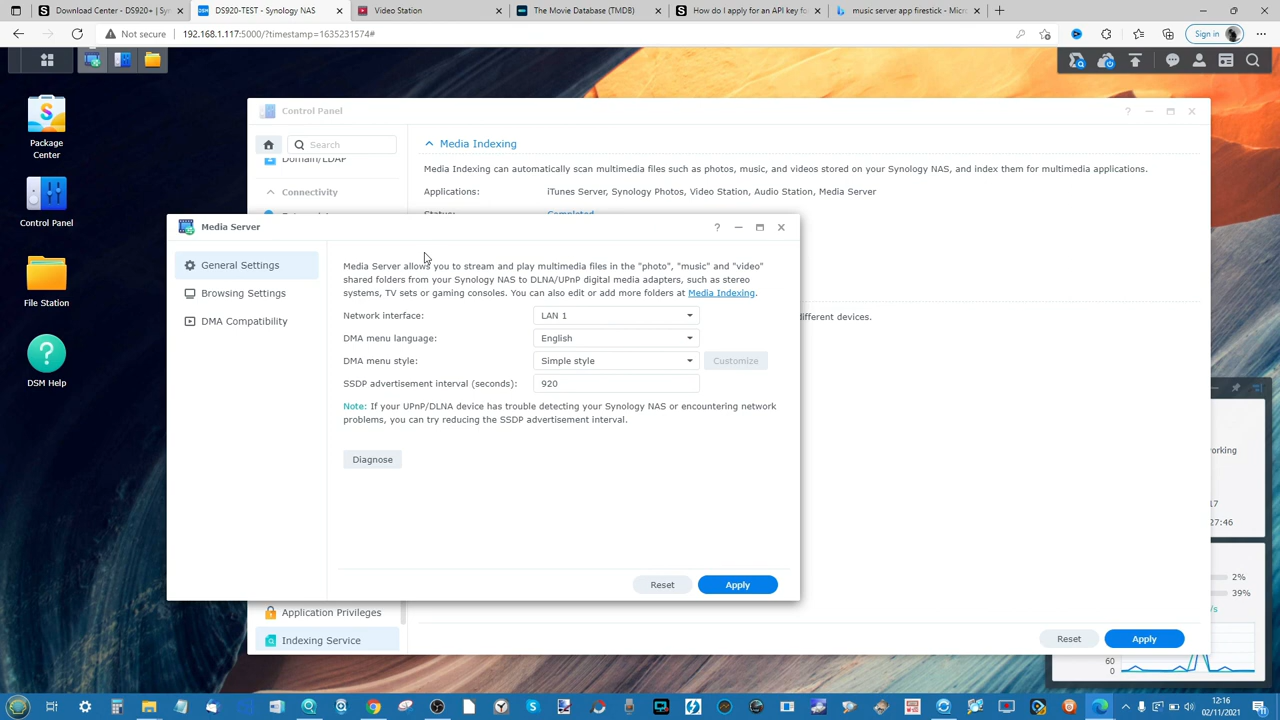 Download Center - DS920+ | Sy
DS920-TEST - Synology NAS
Video Station
The Movie Database (TMDB)
How do I apply for an API key fo
music server app firestick - Micro
Not secure
192.168.1.117:5000/?timestamp=1635231574#
Sign in
Package
Center
Control Panel
File Station
DSM Help
Control Panel
Search
Domain/LDAP
Connectivity
Media Indexing
Media Indexing can automatically scan multimedia files such as photos, music, and videos stored on your Synology NAS, and index them for multimedia applications.
Applications:
iTunes Server, Synology Photos, Video Station, Audio Station, Media Server
Status:
Completed
different devices.
Media Server
General Settings
Browsing Settings
DMA Compatibility
Media Server allows you to stream and play multimedia files in the "photo", "music" and "video"
shared folders from your Synology NAS to DLNA/UPnP digital media adapters, such as stereo
systems, TV sets or gaming consoles. You can also edit or add more folders at Media Indexing.
Network interface:
LAN 1
DMA menu language:
English
DMA menu style:
Simple style
Customize
SSDP advertisement interval (seconds):
920
Note: If your UPnP/DLNA device has trouble detecting your Synology NAS or encountering network
problems, you can try reducing the SSDP advertisement interval.
Diagnose
Reset
Apply
Application Privileges
Indexing Service
Reset
Apply
orking
17
27:46
2%
39%
/s
60
0
12:16
02/11/2021